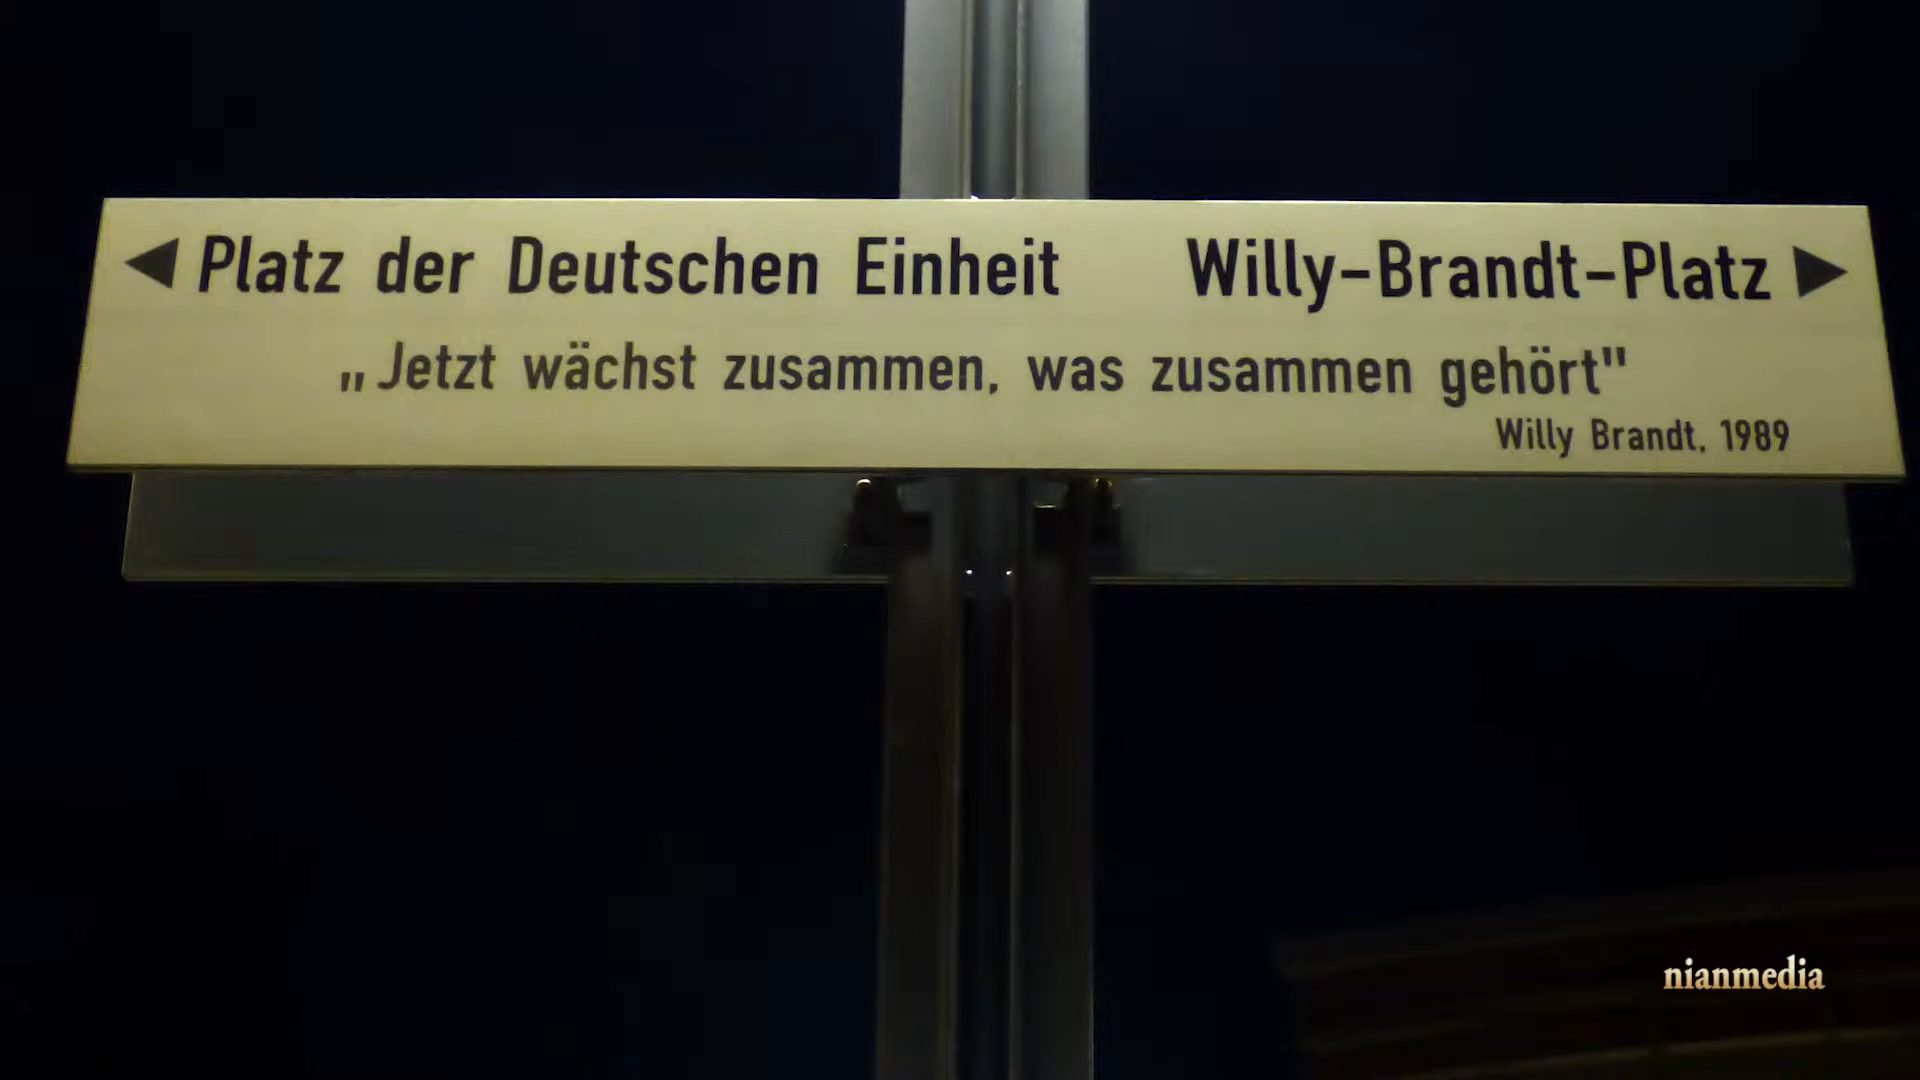 ◀ Platz der Deutschen Einheit Willy-Brandt-Platz ▶
„Jetzt wächst zusammen, was zusammen gehört"
Willy Brandt, 1989
nianmedia